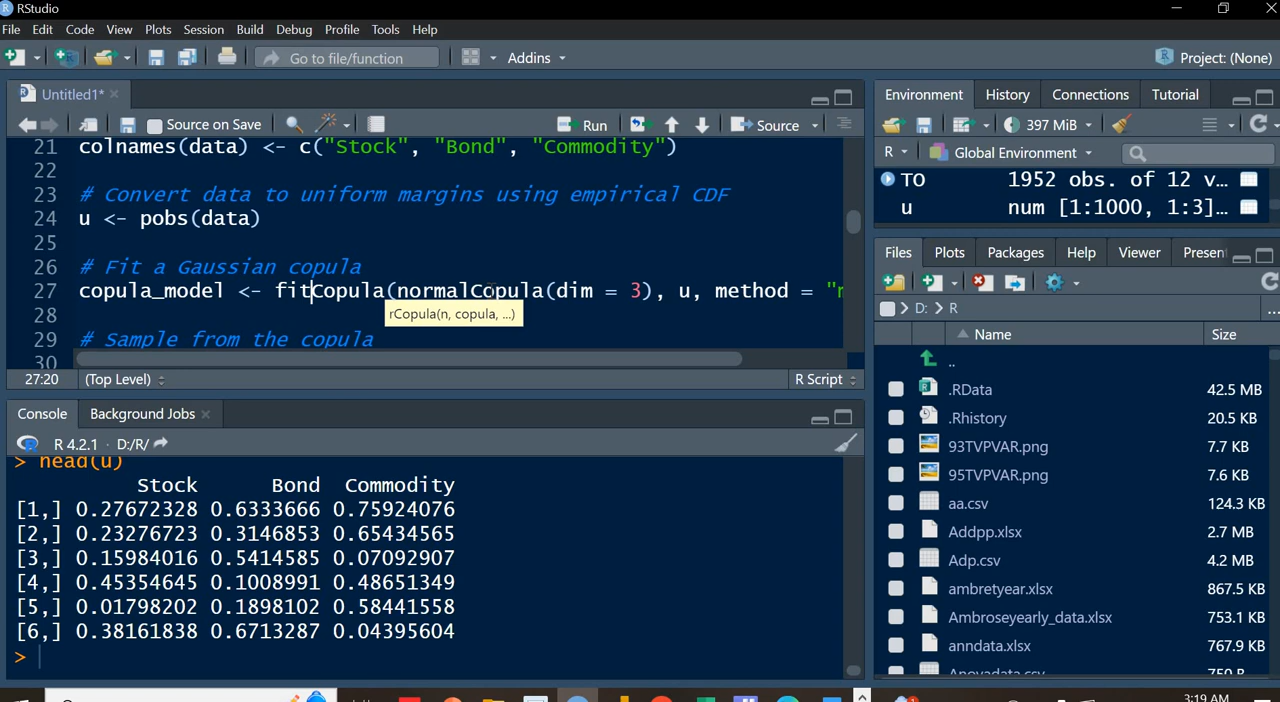 RStudio
File Edit Code View Plots Session Build Debug Profile Tools Help
Go to file/function Addins Project: (None)
Untitled1*
Source on Save Run Source
21 colnames(data) <- c("Stock", "Bond", "Commodity")
22
23 # Convert data to uniform margins using empirical CDF
24 u <- pobs(data)
25
26 # Fit a Gaussian copula
27 copula_model <- fitCopula(normalCopula(dim = 3), u, method = "
rCopula(n, copula, ...)
28
29 # Sample from the copula
30
27:20 (Top Level) R Script
Console Background Jobs
R 4.2.1 · D:/R/
> head(u)
Stock Bond Commodity
[1,] 0.27672328 0.6333666 0.75924076
[2,] 0.23276723 0.3146853 0.65434565
[3,] 0.15984016 0.5414585 0.07092907
[4,] 0.45354645 0.1008991 0.48651349
[5,] 0.01798202 0.1898102 0.58441558
[6,] 0.38161838 0.6713287 0.04395604
>
Environment History Connections Tutorial
397 MiB
R Global Environment
TO 1952 obs. of 12 v...
u num [1:1000, 1:3]...
Files Plots Packages Help Viewer Presen
D: R
Name Size
..
.RData 42.5 MB
.Rhistory 20.5 KB
93TVPVAR.png 7.7 KB
95TVPVAR.png 7.6 KB
aa.csv 124.3 KB
Addpp.xlsx 2.7 MB
Adp.csv 4.2 MB
ambretyear.xlsx 867.5 KB
Ambroseyearly_data.xlsx 753.1 KB
anndata.xlsx 767.9 KB
Anovadata.csv 750 B
3:19 AM